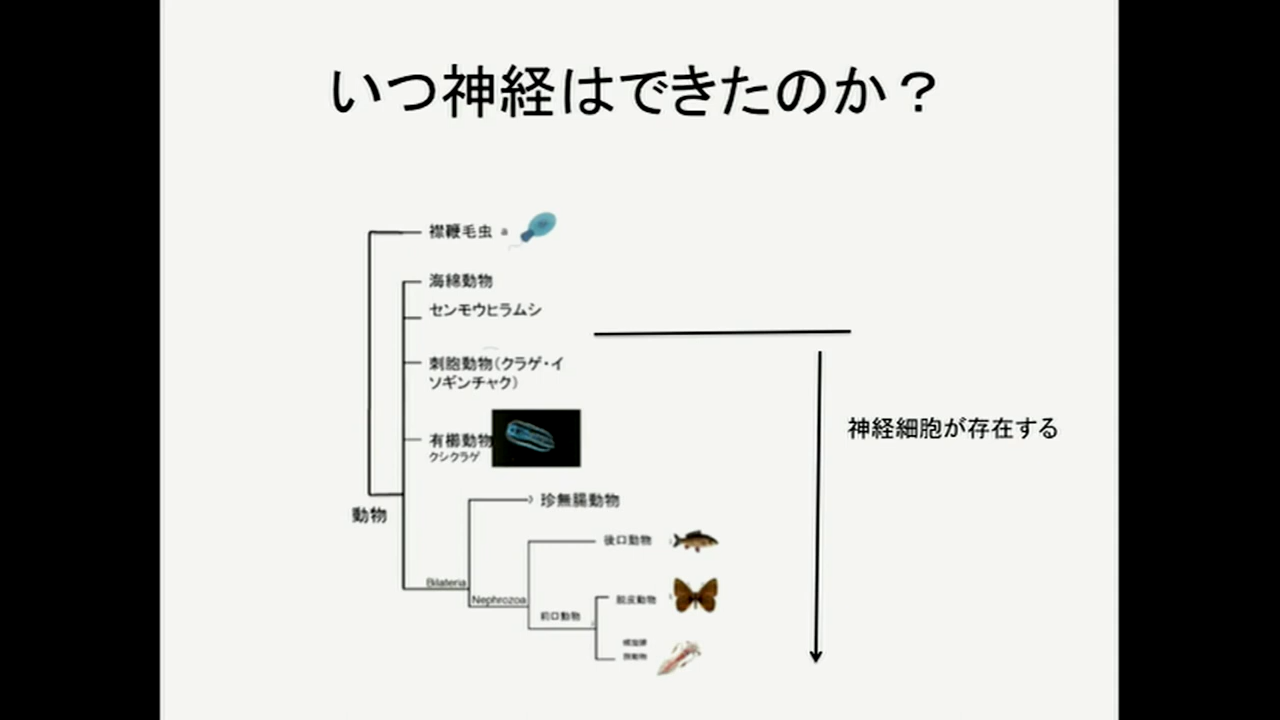 いつ神経はできたのか？
襟鞭毛虫 a
海綿動物
センモウヒラムシ
刺胞動物（クラゲ・イ
ソギンチャク）
神経細胞が存在する
有櫛動物
クシクラゲ
珍無腸動物
動物
後口動物
Bilateria
Nephrozoa
脱皮動物
前口動物